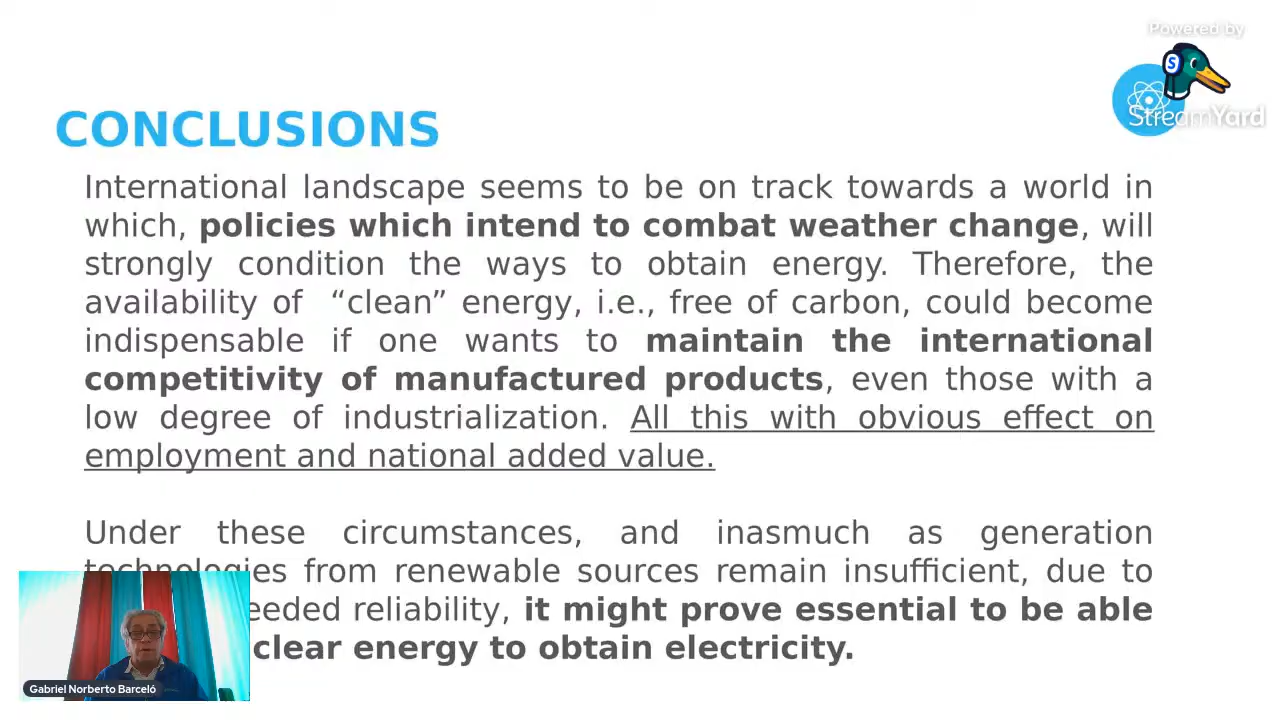 Powered by
StreamYard
CONCLUSIONS
International landscape seems to be on track towards a world in
which, policies which intend to combat weather change, will
strongly condition the ways to obtain energy. Therefore, the
availability of “clean” energy, i.e., free of carbon, could become
indispensable if one wants to maintain the international
competitivity of manufactured products, even those with a
low degree of industrialization. All this with obvious effect on
employment and national added value.
Under these circumstances, and inasmuch as generation
technologies from renewable sources remain insufficient, due to
eeded reliability, it might prove essential to be able
clear energy to obtain electricity.
Gabriel Norberto Barceló